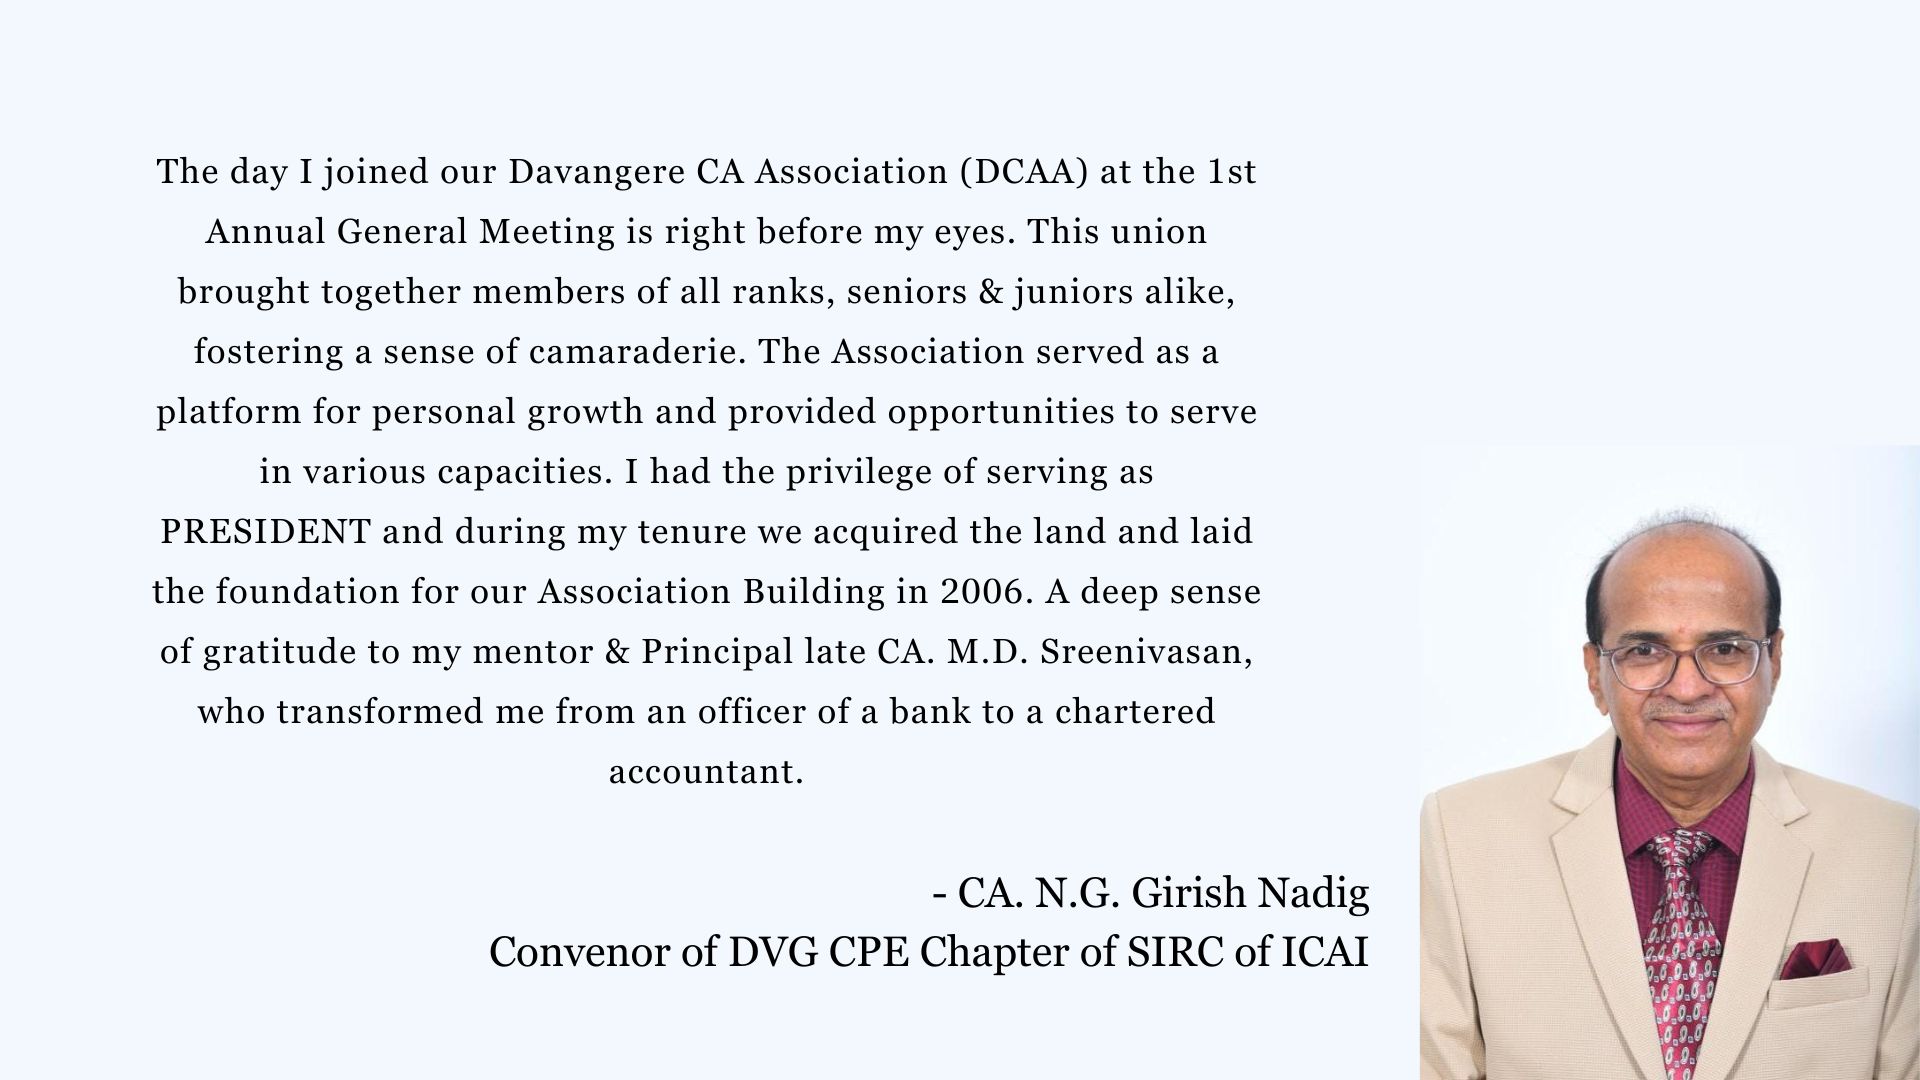 The day I joined our Davangere CA Association (DCAA) at the 1st
Annual General Meeting is right before my eyes. This union
brought together members of all ranks, seniors & juniors alike,
fostering a sense of camaraderie. The Association served as a
platform for personal growth and provided opportunities to serve
in various capacities. I had the privilege of serving as
PRESIDENT and during my tenure we acquired the land and laid
the foundation for our Association Building in 2006. A deep sense
of gratitude to my mentor & Principal late CA. M.D. Sreenivasan,
who transformed me from an officer of a bank to a chartered
accountant.
- CA. N.G. Girish Nadig
Convenor of DVG CPE Chapter of SIRC of ICAI